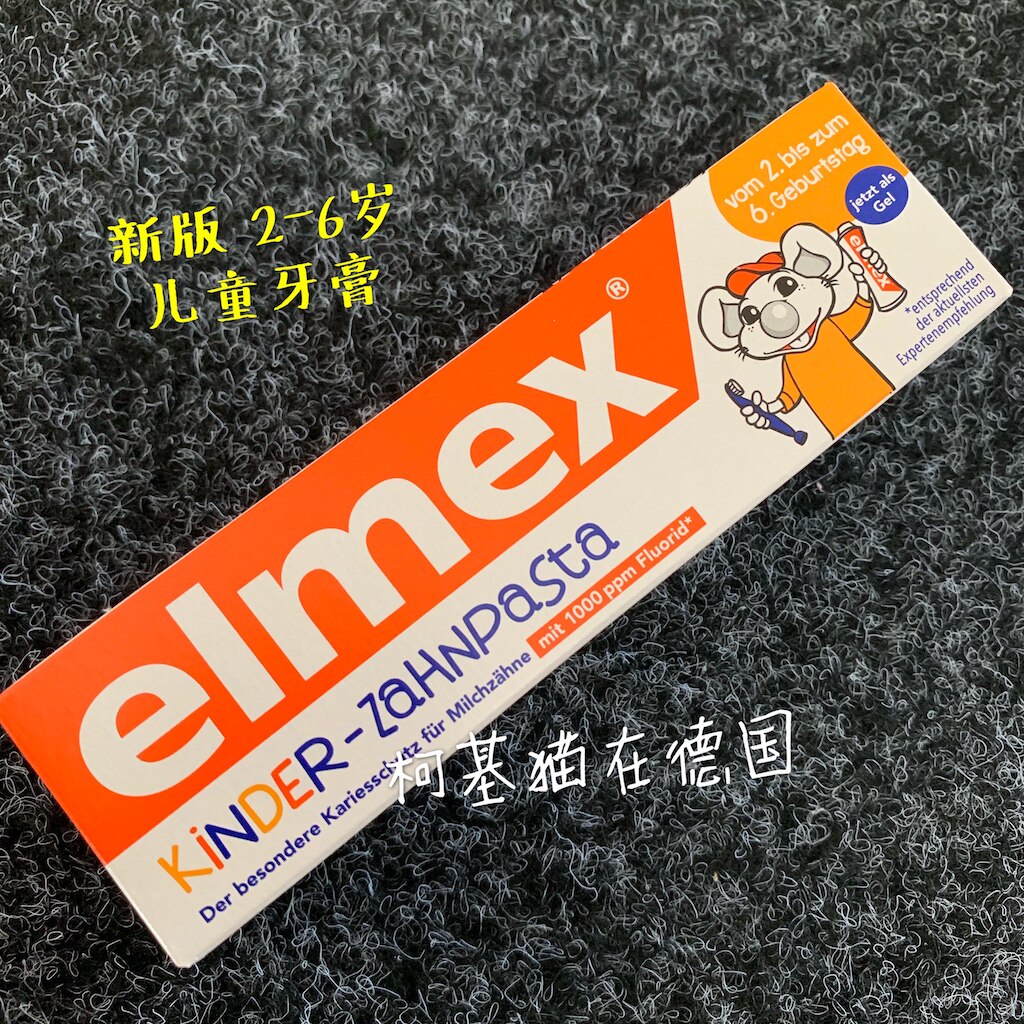 新版 2-6岁
儿童牙膏
vom 2. bis zum
6. Geburtstag
jetzt als
Gel
elmex
*entsprechend
der aktuellsten
Expertenempfehlung
elmex®
KiNDER-ZAHNPASTA
Der besondere Kariesschutz für Milchzähne mit 1000 ppm Fluorid*
柯基猫在德国